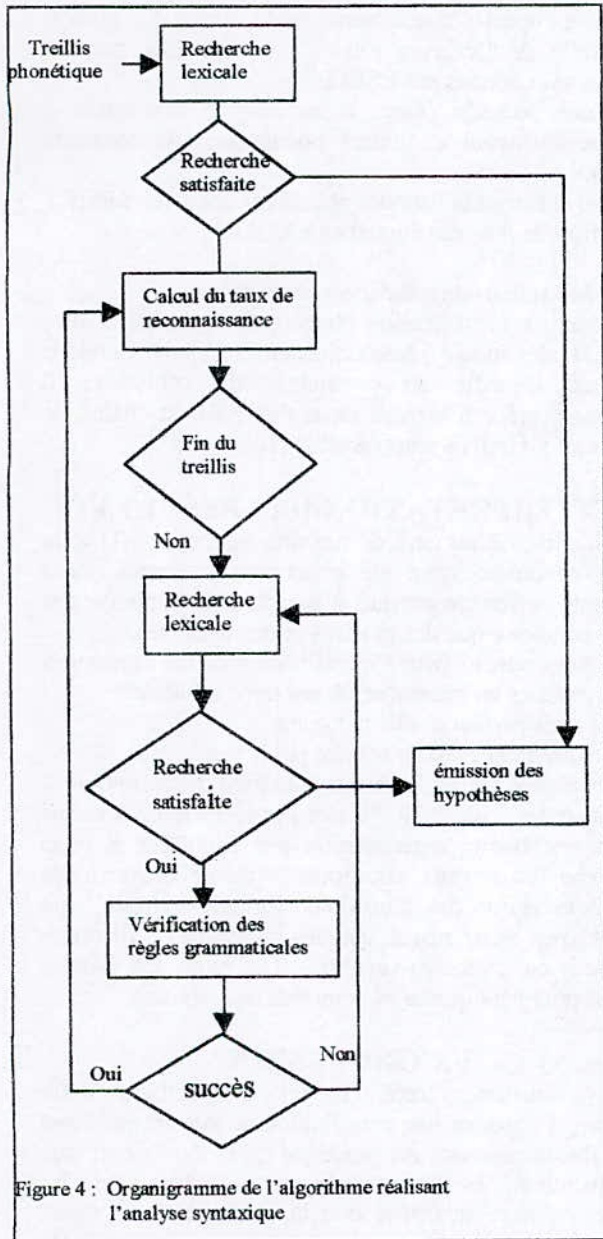 Treillis
phonétique
Recherche
lexicale
Recherche
satisfaite
Calcul du taux de
reconnaissance
Fin du
treillis
Non
Recherche
lexicale
Recherche
satisfaite
émission des
hypothèses
Oui
Vérification des
règles grammaticales
Oui
succès
Non
Figure 4 : Organigramme de l'algorithme réalisant
l'analyse syntaxique